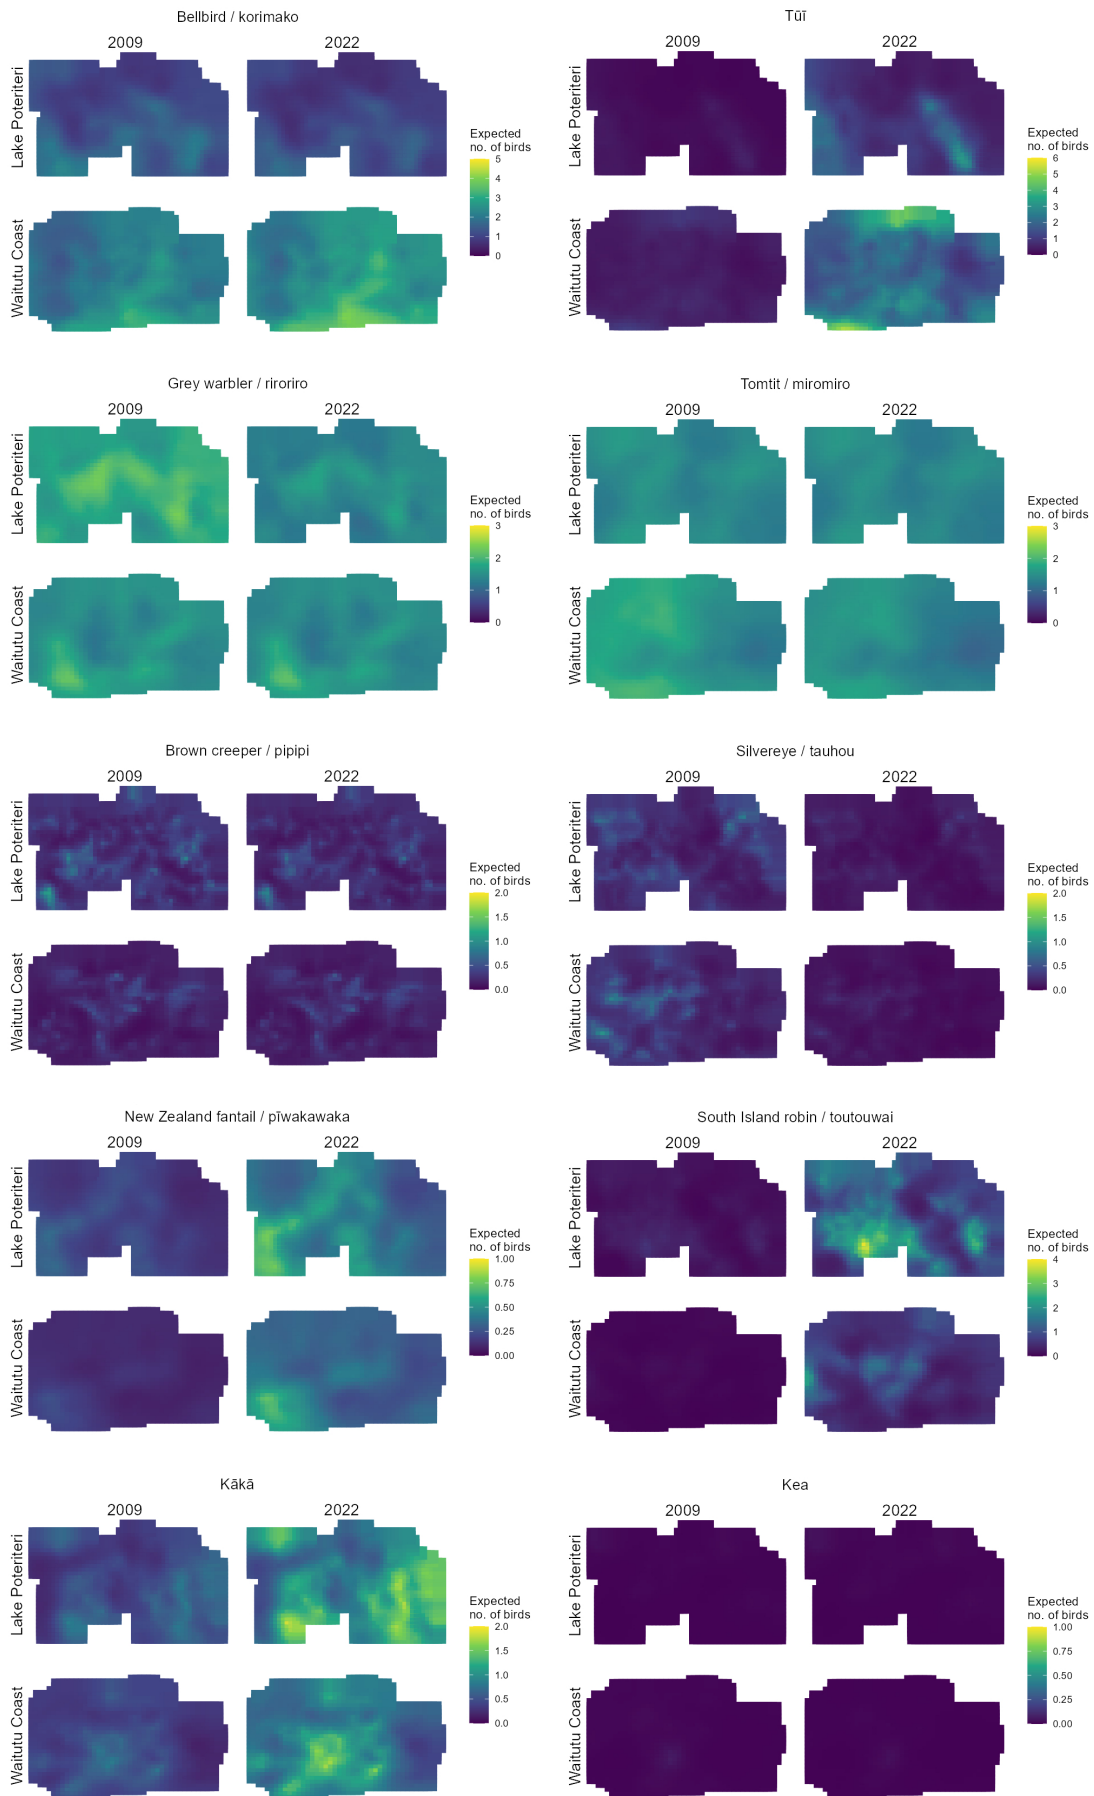 Bellbird / korimako
2009
2022
Lake Poteriteri
Waitutu Coast
Expected
no. of birds
5
4
3
2
1
0
Tūī
2009
2022
Lake Poteriteri
Waitutu Coast
Expected
no. of birds
6
5
4
3
2
1
0
Grey warbler / riroriro
2009
2022
Lake Poteriteri
Waitutu Coast
Expected
no. of birds
3
2
1
0
Tomtit / miromiro
2009
2022
Lake Poteriteri
Waitutu Coast
Expected
no. of birds
3
2
1
0
Brown creeper / pipipi
2009
2022
Lake Poteriteri
Waitutu Coast
Expected
no. of birds
2.0
1.5
1.0
0.5
0.0
Silvereye / tauhou
2009
2022
Lake Poteriteri
Waitutu Coast
Expected
no. of birds
2.0
1.5
1.0
0.5
0.0
New Zealand fantail / pīwakawaka
2009
2022
Lake Poteriteri
Waitutu Coast
Expected
no. of birds
1.00
0.75
0.50
0.25
0.00
South Island robin / toutouwai
2009
2022
Lake Poteriteri
Waitutu Coast
Expected
no. of birds
4
3
2
1
0
Kākā
2009
2022
Lake Poteriteri
Waitutu Coast
Expected
no. of birds
2.0
1.5
1.0
0.5
0.0
Kea
2009
2022
Lake Poteriteri
Waitutu Coast
Expected
no. of birds
1.00
0.75
0.50
0.25
0.00